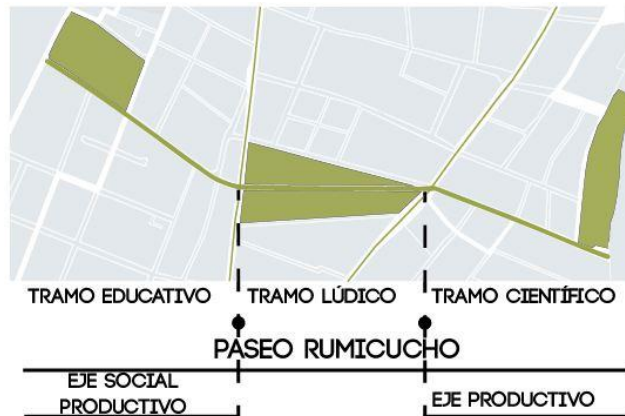 TRAMO EDUCATIVO
TRAMO LÚDICO
TRAMO CIENTÍFICO
PASEO RUMICUCHO
EJE SOCIAL
PRODUCTIVO
EJE PRODUCTIVO